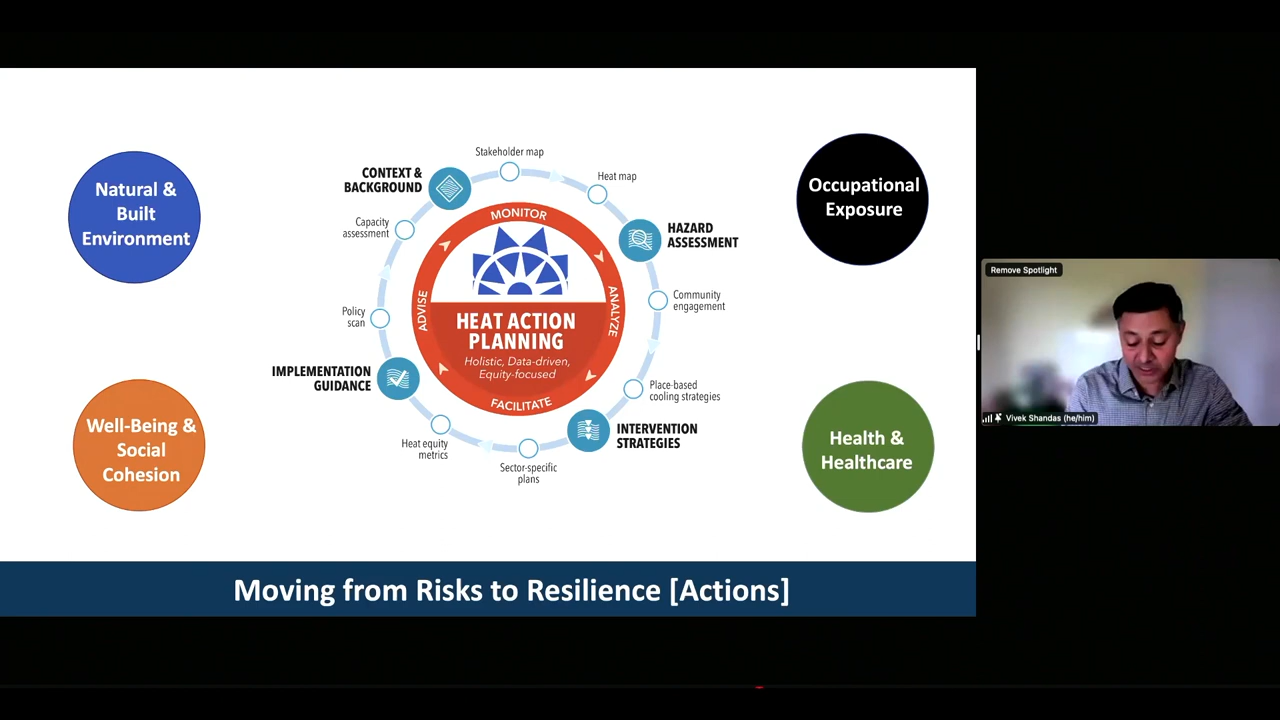 Natural &
Built
Environment
Well-Being &
Social
Cohesion
Stakeholder map
CONTEXT &
BACKGROUND
Heat map
Capacity
assessment
HAZARD
ASSESSMENT
MONITOR
Community
engagement
ADVISE
ANALYZE
Policy
scan
HEAT ACTION
PLANNING
Holistic, Data-driven,
Equity-focused
IMPLEMENTATION
GUIDANCE
Place-based
cooling strategies
FACILITATE
INTERVENTION
STRATEGIES
Heat equity
metrics
Sector-specific
plans
Occupational
Exposure
Health &
Healthcare
Moving from Risks to Resilience [Actions]
Remove Spotlight
Vivek Shandas (he/him)